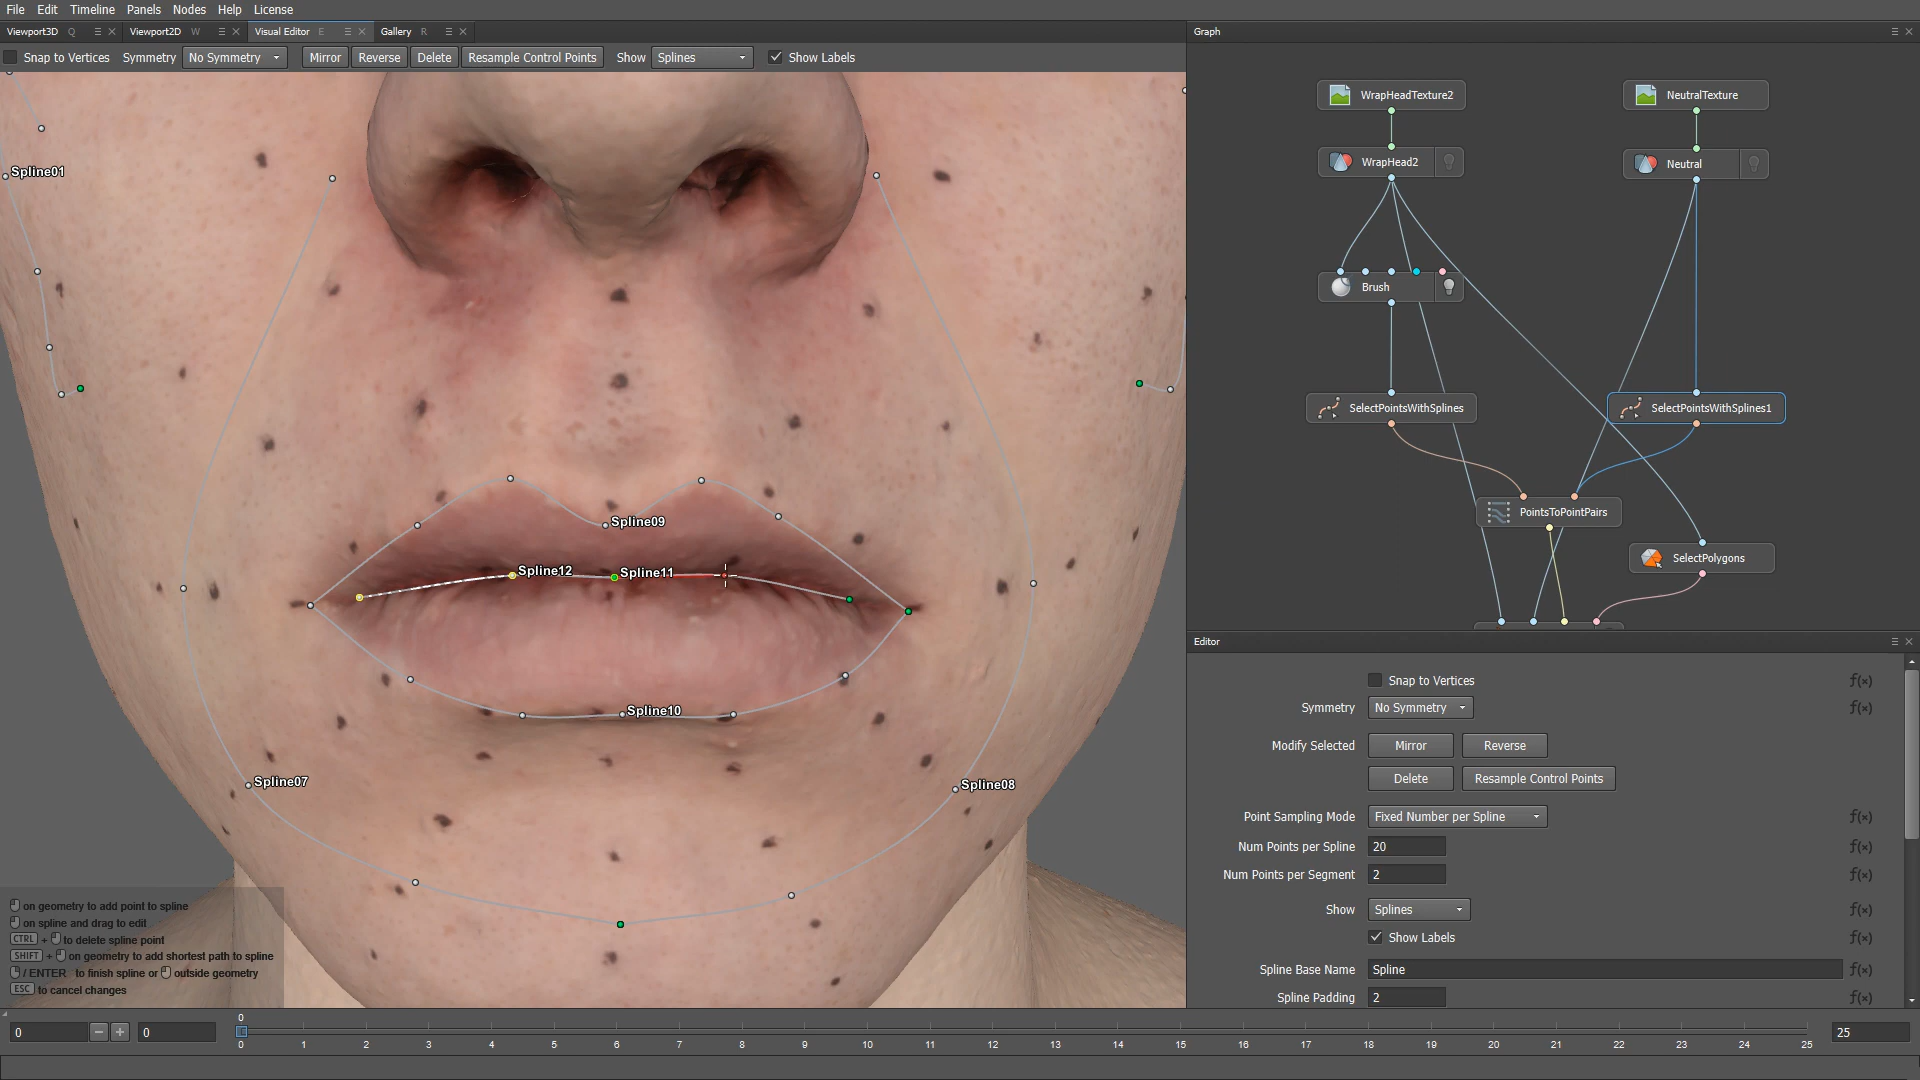 File Edit Timeline Panels Nodes Help License
Viewport3D Q Viewport2D W Visual Editor E Gallery R
Graph
Snap to Vertices Symmetry No Symmetry Mirror Reverse Delete Resample Control Points Show Splines Show Labels
WrapHeadTexture2
NeutralTexture
WrapHead2
Neutral
Brush
SelectPointsWithSplines
SelectPointsWithSplines1
PointsToPointPairs
SelectPolygons
Spline01
Spline09
Spline12
Spline11
Spline10
Spline07
Spline08
on geometry to add point to spline
on spline and drag to edit
CTRL + to delete spline point
SHIFT + on geometry to add shortest path to spline
/ ENTER to finish spline or outside geometry
ESC to cancel changes
Editor
Snap to Vertices f(×)
Symmetry No Symmetry f(×)
Modify Selected Mirror Reverse
Delete Resample Control Points
Point Sampling Mode Fixed Number per Spline f(×)
Num Points per Spline 20 f(×)
Num Points per Segment 2 f(×)
Show Splines f(×)
Show Labels f(×)
Spline Base Name Spline f(×)
Spline Padding 2 f(×)
0
0 − + 0 25
0 1 2 3 4 5 6 7 8 9 10 11 12 13 14 15 16 17 18 19 20 21 22 23 24 25